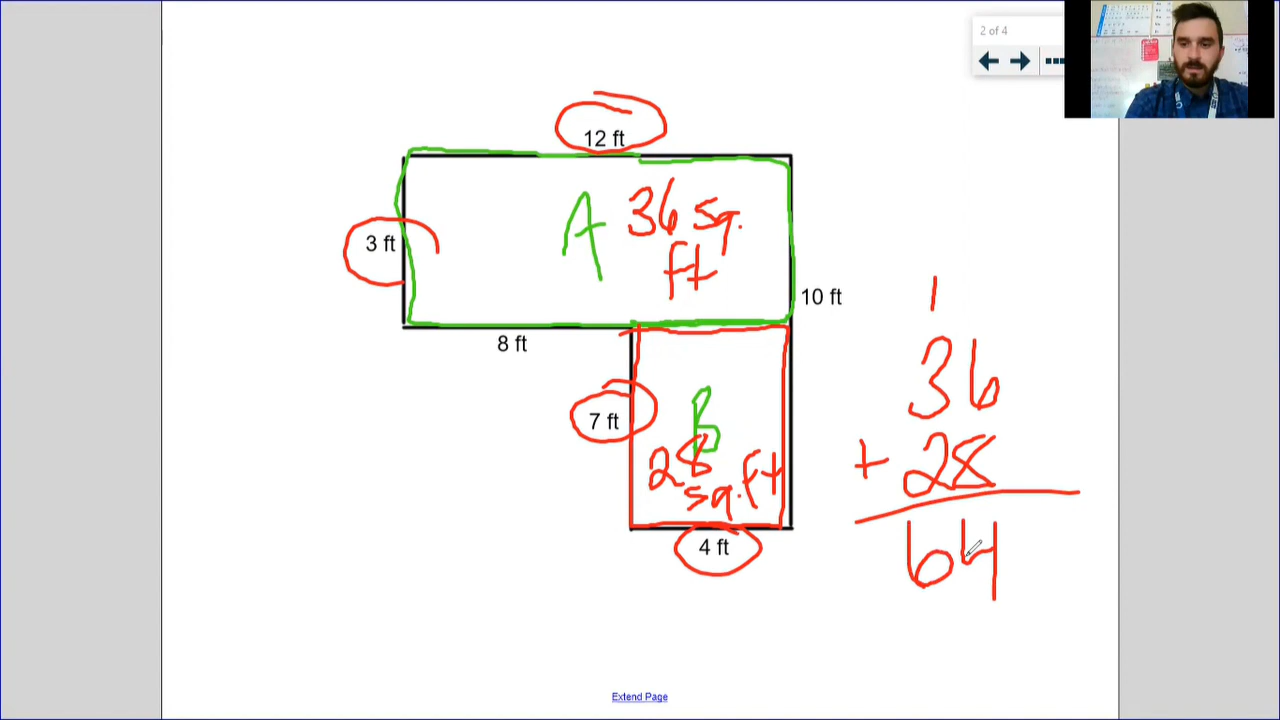 2 of 4
12 ft
A 36 sq.
ft
3 ft
10 ft
8 ft
7 ft
B
28
sq.ft
4 ft
1
36
+ 28
64
Extend Page